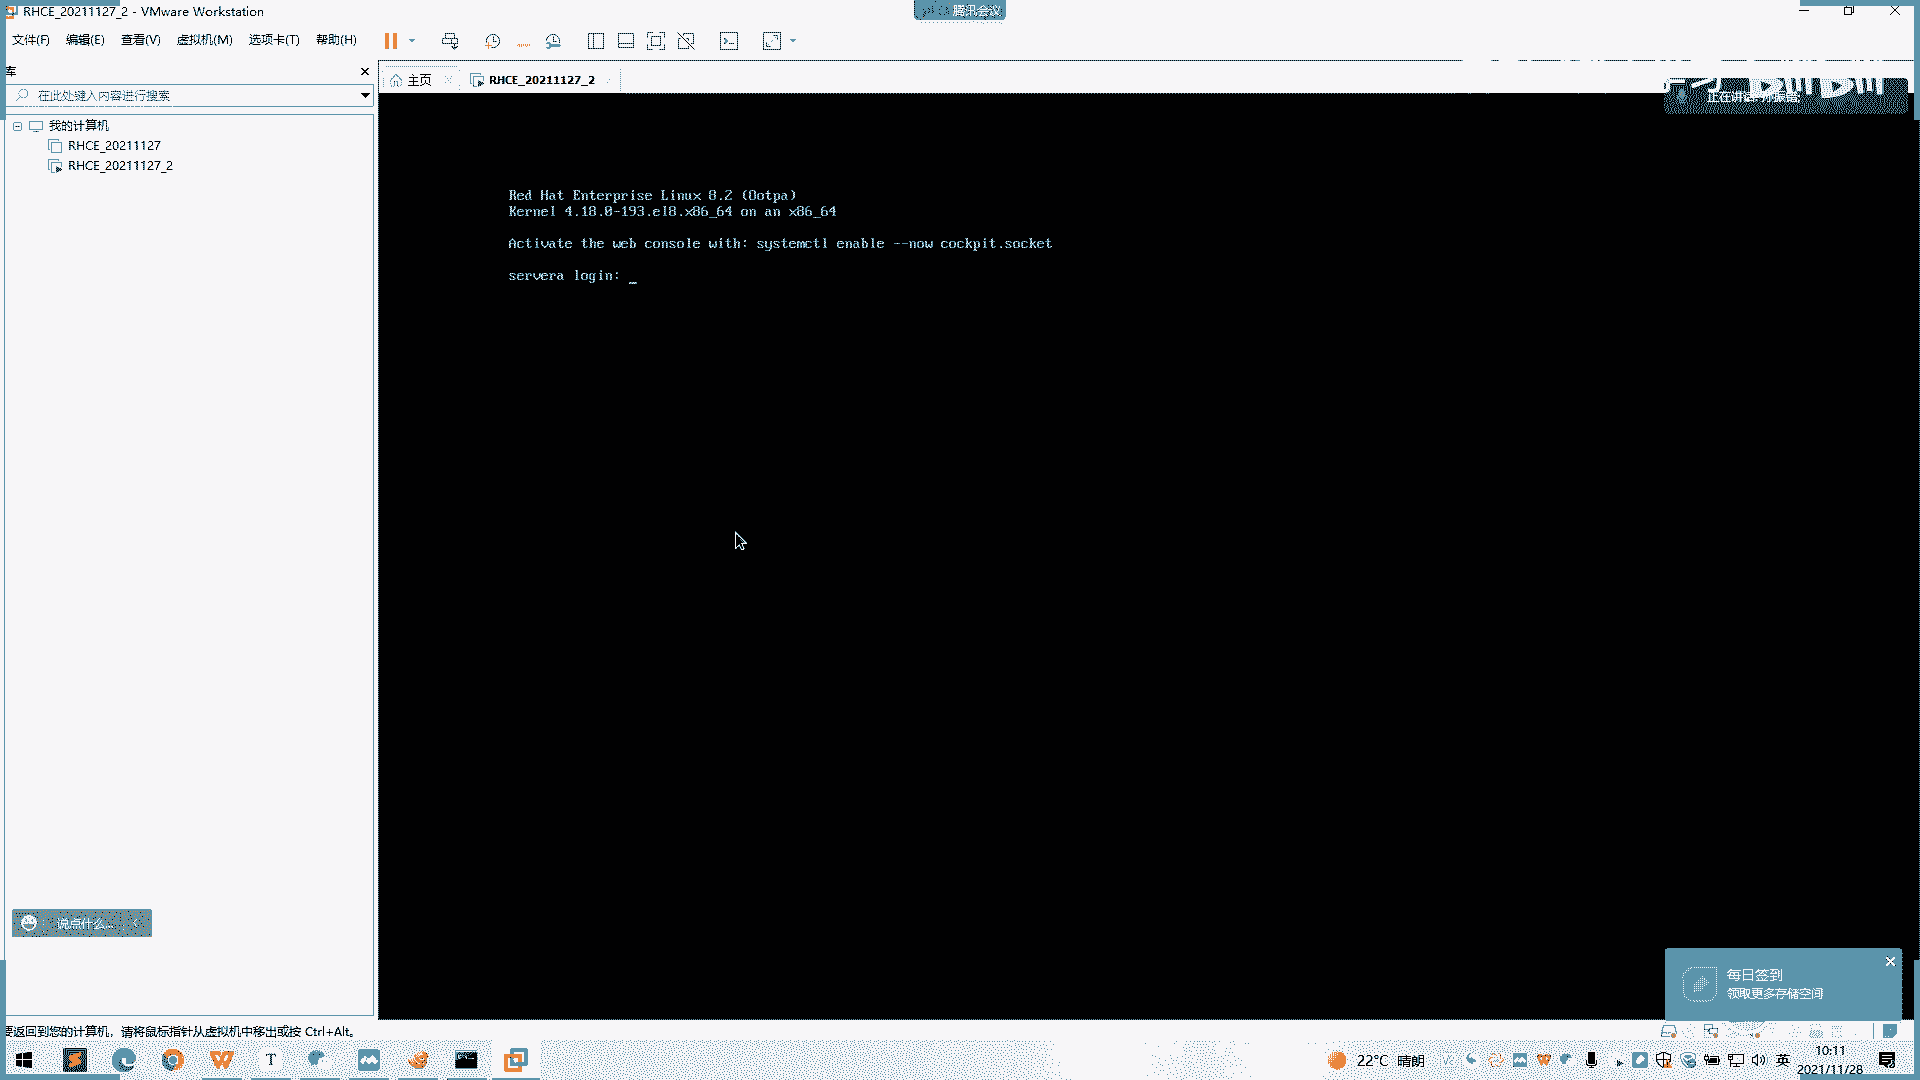 RHCE_20211127_2 - VMware Workstation
腾讯会议
文件(F) 编辑(E) 查看(V) 虚拟机(M) 选项卡(T) 帮助(H)
库
在此处键入内容进行搜索
我的计算机
RHCE_20211127
RHCE_20211127_2
主页
RHCE_20211127_2
正在讲话:
Red Hat Enterprise Linux 8.2 (Ootpa)
Kernel 4.18.0-193.el8.x86_64 on an x86_64
Activate the web console with: systemctl enable --now cockpit.socket
servera login: _
说点什么...
每日签到
领取更多存储空间
要返回到您的计算机，请将鼠标指针从虚拟机中移出或按 Ctrl+Alt。
22°C 晴朗
英
10:11
2021/11/28